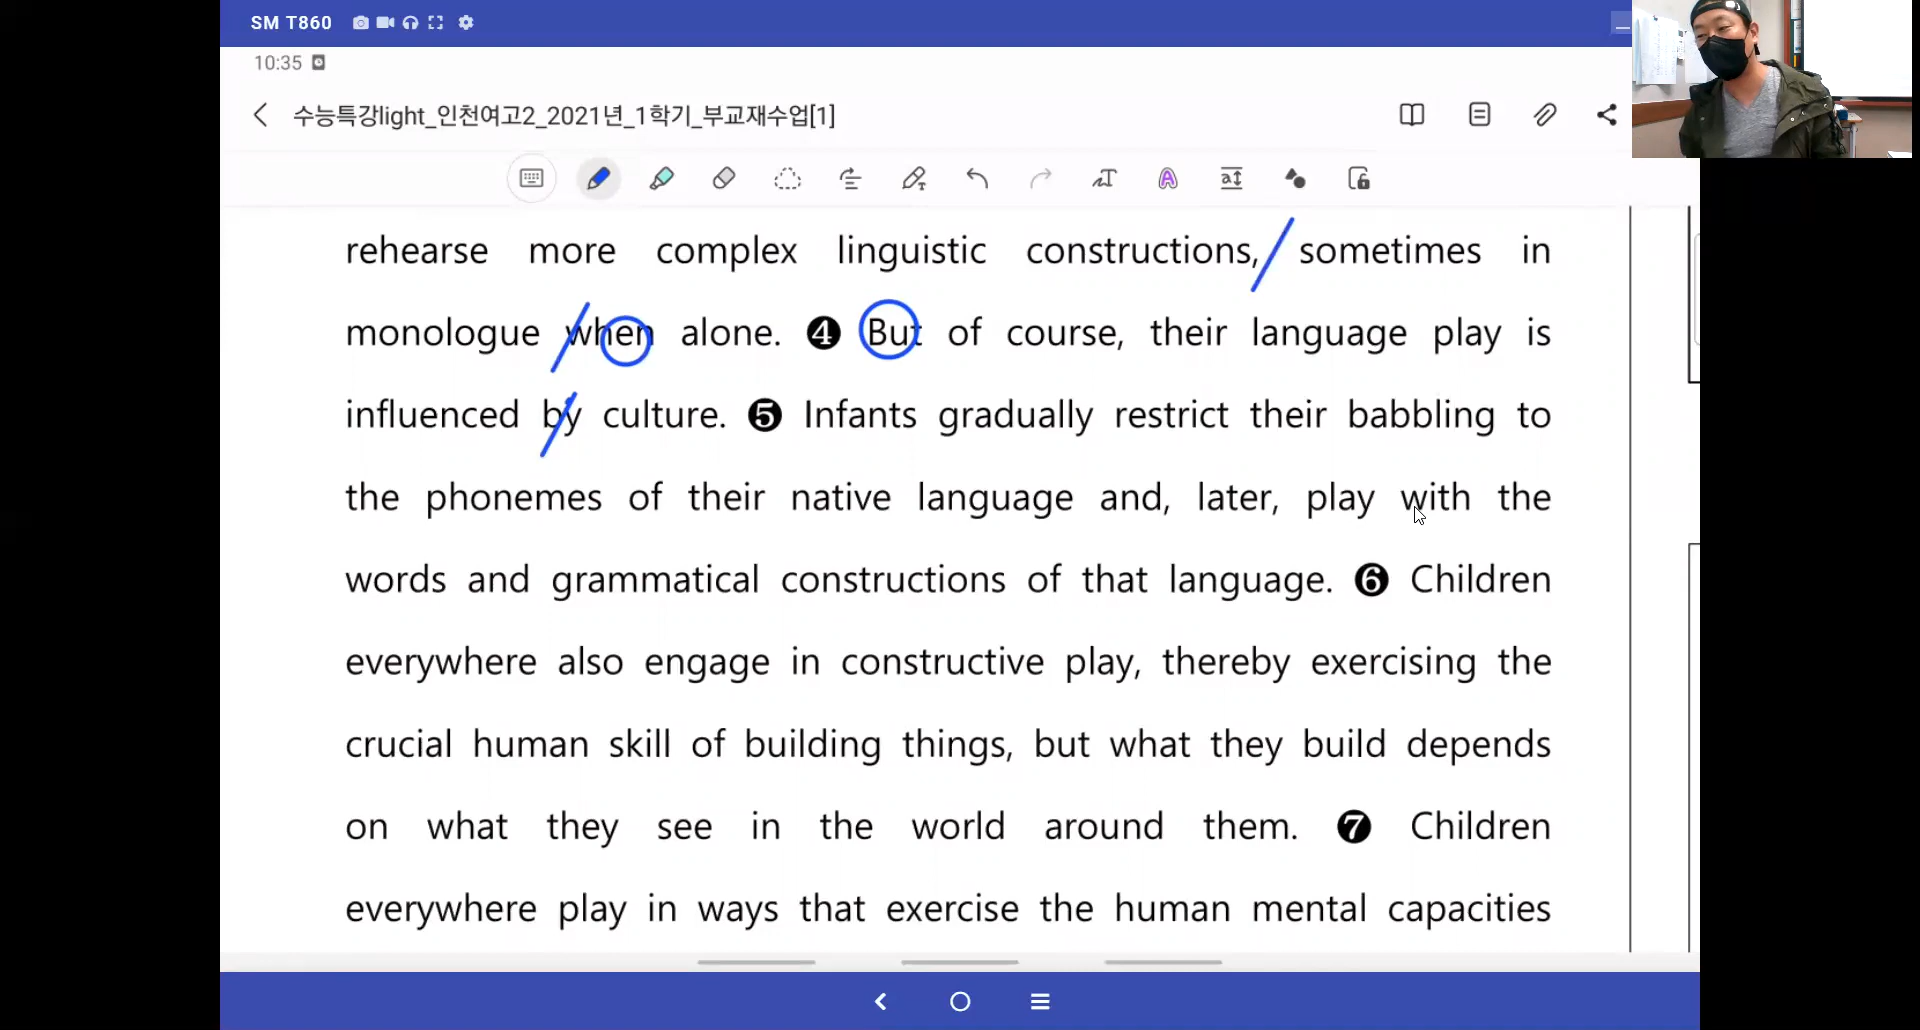 SM T860
10:35
수능특강light_인천여고2_2021년_1학기_부교재수업[1]
rehearse more complex linguistic constructions, sometimes in
monologue when alone. ❹ But of course, their language play is
influenced by culture. ❺ Infants gradually restrict their babbling to
the phonemes of their native language and, later, play with the
words and grammatical constructions of that language. ❻ Children
everywhere also engage in constructive play, thereby exercising the
crucial human skill of building things, but what they build depends
on what they see in the world around them. ❼ Children
everywhere play in ways that exercise the human mental capacities